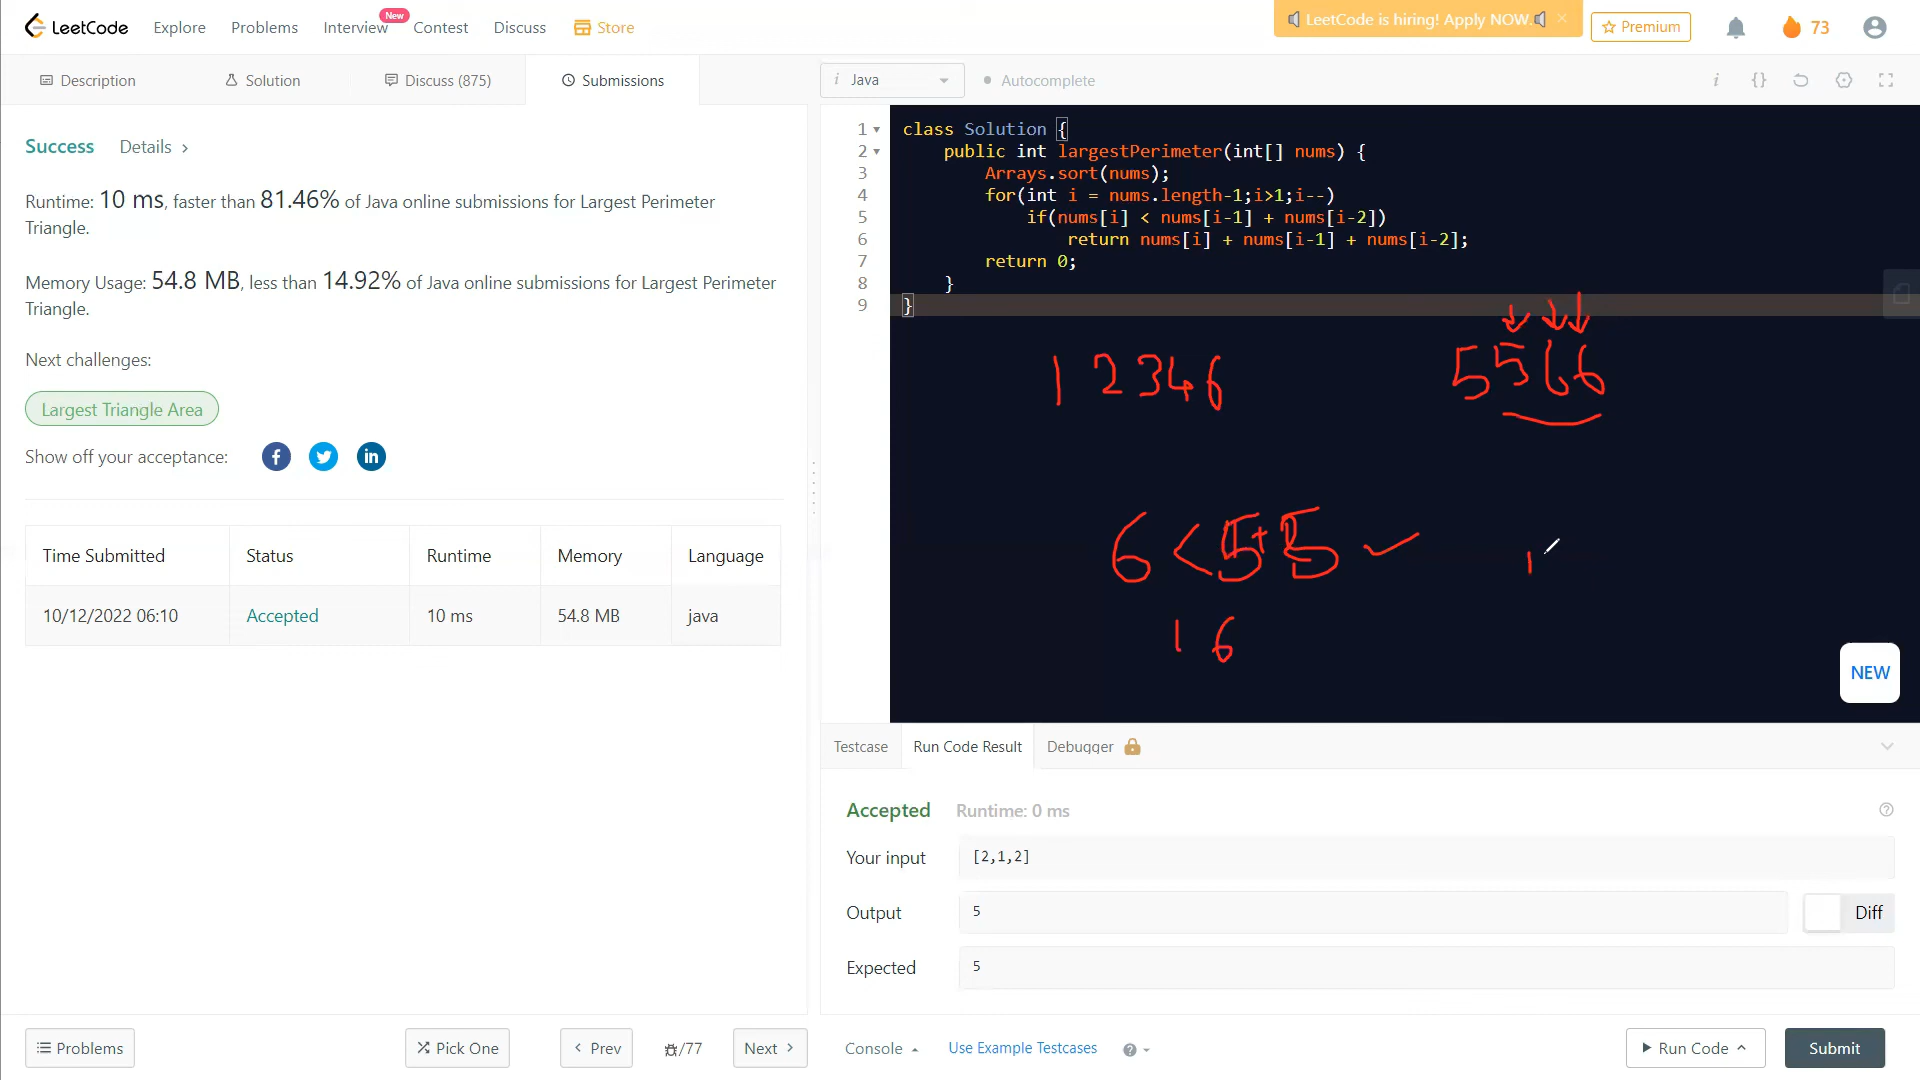 LeetCode Explore Problems Interview New Contest Discuss Store LeetCode is hiring! Apply NOW. Premium 73
Description Solution Discuss (875) Submissions
i Java Autocomplete i {}
Success Details >
Runtime: 10 ms, faster than 81.46% of Java online submissions for Largest Perimeter
Triangle.
Memory Usage: 54.8 MB, less than 14.92% of Java online submissions for Largest Perimeter
Triangle.
Next challenges:
Largest Triangle Area
Show off your acceptance:
Time Submitted Status Runtime Memory Language
10/12/2022 06:10 Accepted 10 ms 54.8 MB java
1 class Solution {
2 public int largestPerimeter(int[] nums) {
3 Arrays.sort(nums);
4 for(int i = nums.length-1;i>1;i--)
5 if(nums[i] < nums[i-1] + nums[i-2])
6 return nums[i] + nums[i-1] + nums[i-2];
7 return 0;
8 }
9 }
1 2 3 4 6
5 5 6 6
6 < 5 + 5
1 6
NEW
Testcase Run Code Result Debugger
Accepted Runtime: 0 ms
Your input [2,1,2]
Output 5 Diff
Expected 5
Problems Pick One < Prev /77 Next > Console Use Example Testcases Run Code Submit